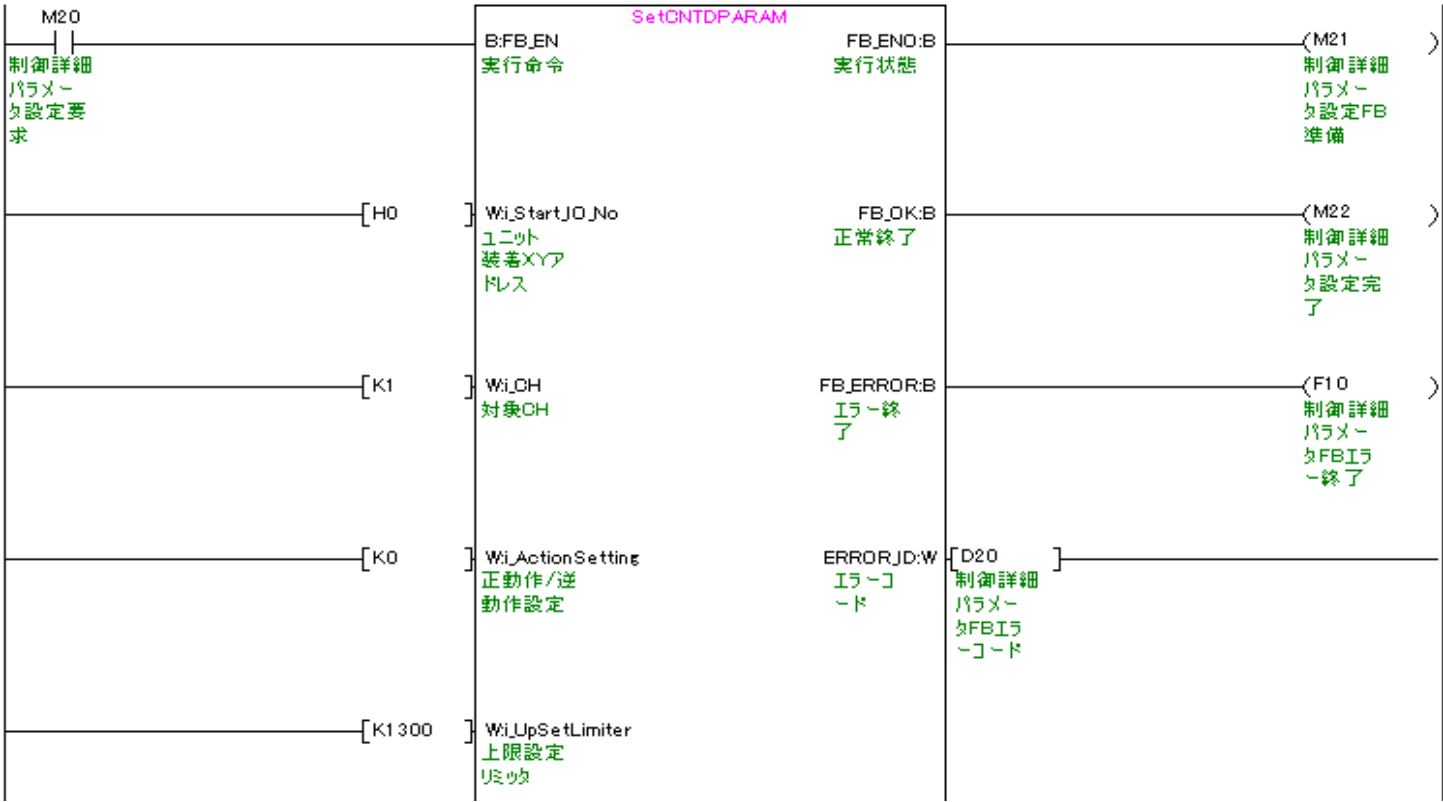 SetCNTDPARAM
M20
制御詳細
パラメー
タ設定要
求
B:FB_EN
実行命令
FB_ENO:B
実行状態
(M21 )
制御詳細
パラメー
タ設定FB
準備
[H0 ]
W:i_Start_IO_No
ユニット
装着XYア
ドレス
FB_OK:B
正常終了
(M22 )
制御詳細
パラメー
タ設定完
了
[K1 ]
W:i_CH
対象CH
FB_ERROR:B
エラー終
了
(F10 )
制御詳細
パラメー
タFBエラ
ー終了
[K0 ]
W:i_ActionSetting
正動作/逆
動作設定
ERROR_ID:W
エラーコ
ード
[D20 ]
制御詳細
パラメー
タFBエラ
ーコード
[K1300 ]
W:i_UpSetLimiter
上限設定
リミッタ